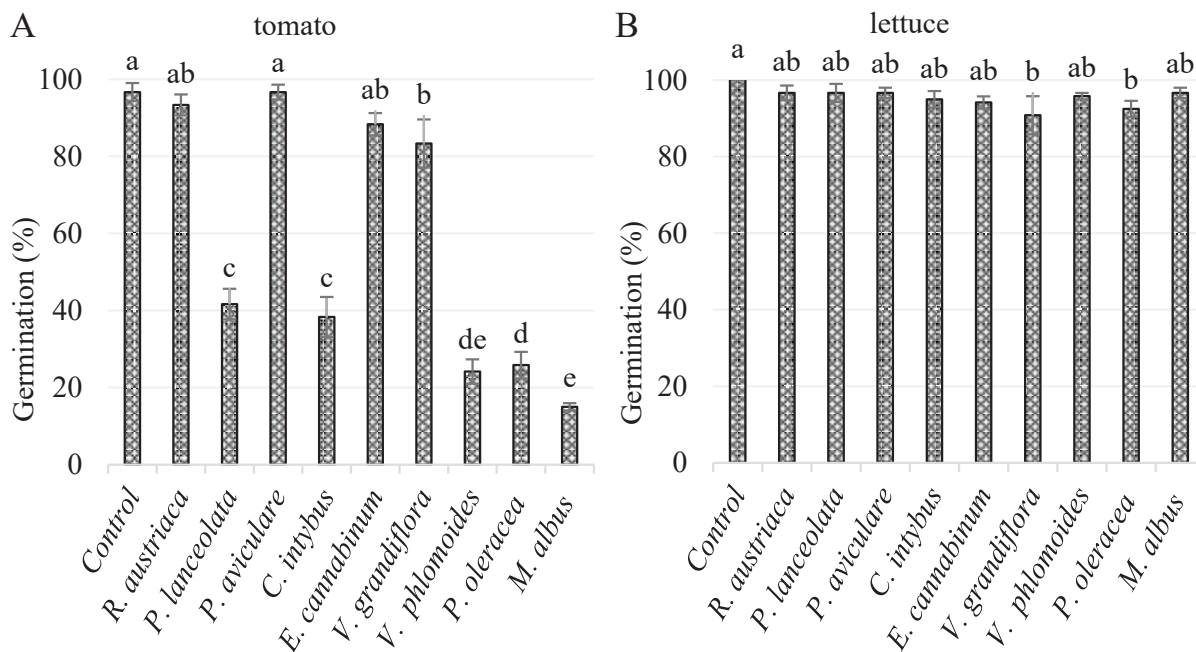 A
tomato
a
ab
c
a
c
ab
b
de
d
e
100
80
60
40
20
0
Germination (%)
Control
R. austriaca
P. lanceolata
P. aviculare
C. intybus
E. cannabinum
V. grandiflora
V. phlomoides
P. oleracea
M. albus
B
lettuce
a
ab
ab
ab
ab
ab
b
ab
b
ab
100
80
60
40
20
0
Germination (%)
Control
R. austriaca
P. lanceolata
P. aviculare
C. intybus
E. cannabinum
V. grandiflora
V. phlomoides
P. oleracea
M. albus